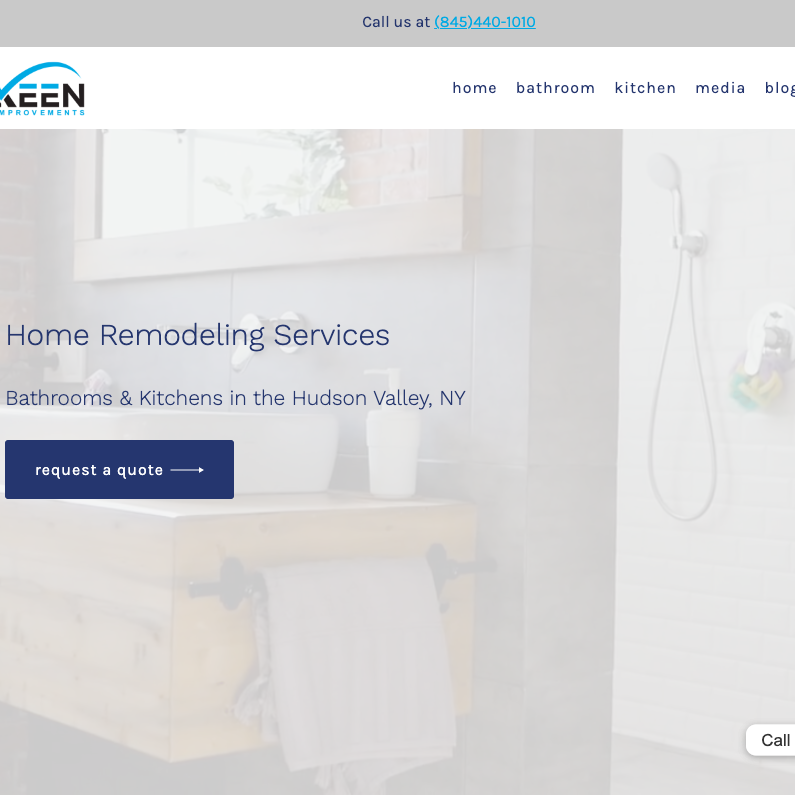 Call us at (845)440-1010
KEEN
home bathroom kitchen media blog
Home Remodeling Services
Bathrooms & Kitchens in the Hudson Valley, NY
request a quote
Call